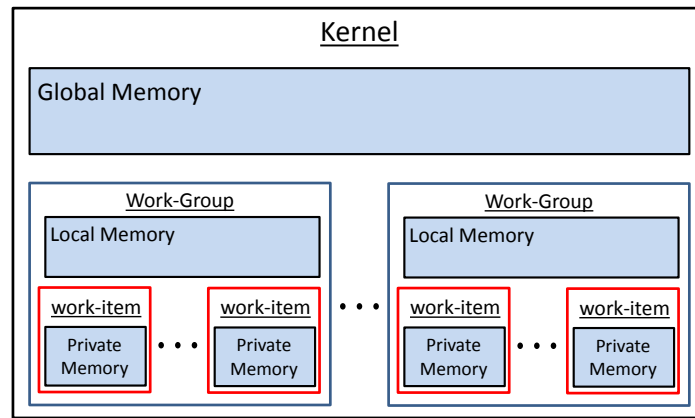 Kernel
Global Memory
Work-Group
Local Memory
work-item
Private
Memory
• • •
work-item
Private
Memory
• • •
Work-Group
Local Memory
work-item
Private
Memory
• • •
work-item
Private
Memory